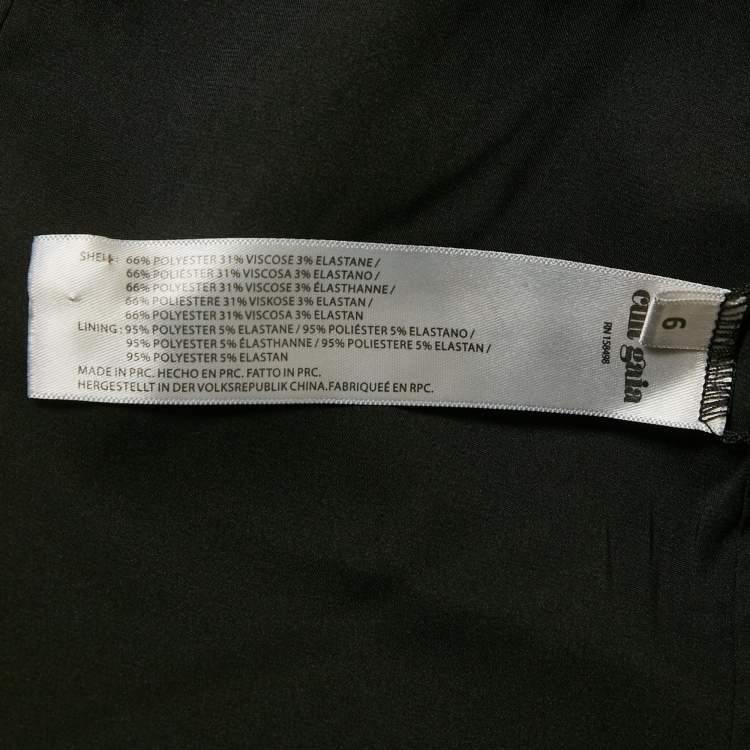 SHELL: 66% POLYESTER 31% VISCOSE 3% ELASTANE /
66% POLIÉSTER 31% VISCOSA 3% ELASTANO /
66% POLYESTER 31% VISCOSE 3% ÉLASTHANNE /
66% POLIESTERE 31% VISKOSE 3% ELASTAN /
66% POLYESTER 31% VISCOSA 3% ELASTAN
LINING: 95% POLYESTER 5% ELASTANE / 95% POLIÉSTER 5% ELASTANO /
95% POLYESTER 5% ÉLASTHANNE / 95% POLIESTERE 5% ELASTAN /
95% POLYESTER 5% ELASTAN
MADE IN PRC. HECHO EN PRC. FATTO IN PRC.
HERGESTELLT IN DER VOLKSREPUBLIK CHINA.FABRIQUEÉ EN RPC.
RN 158498
cult gaia
6